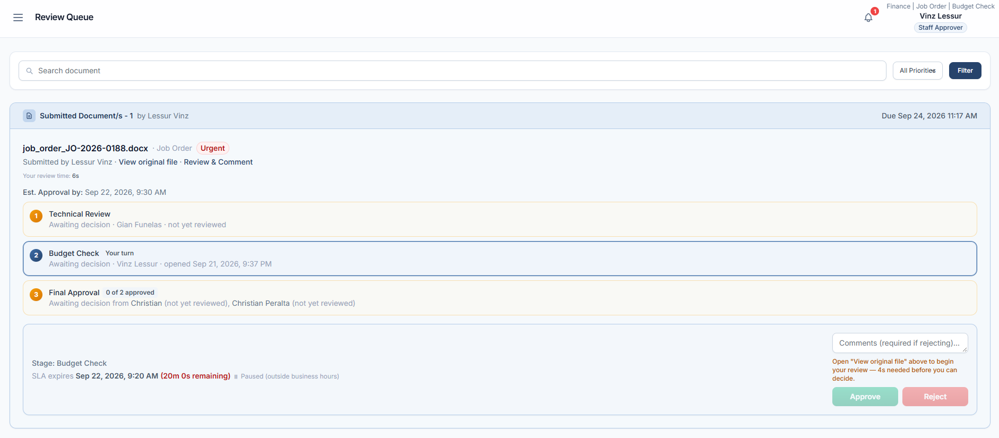 Review Queue
1
Finance | Job Order | Budget Check
Vinz Lessur
Staff Approver
Search document
All Priorities
Filter
Submitted Document/s - 1 by Lessur Vinz
Due Sep 24, 2026 11:17 AM
job_order_JO-2026-0188.docx · Job Order Urgent
Submitted by Lessur Vinz · View original file · Review & Comment
Your review time: 6s
Est. Approval by: Sep 22, 2026, 9:30 AM
1 Technical Review
Awaiting decision · Gian Funelas · not yet reviewed
2 Budget Check Your turn
Awaiting decision · Vinz Lessur · opened Sep 21, 2026, 9:37 PM
3 Final Approval 0 of 2 approved
Awaiting decision from Christian (not yet reviewed), Christian Peralta (not yet reviewed)
Stage: Budget Check
SLA expires Sep 22, 2026, 9:20 AM (20m 0s remaining) ⏸ Paused (outside business hours)
Comments (required if rejecting)...
Open "View original file" above to begin
your review — 4s needed before you can
decide.
Approve
Reject